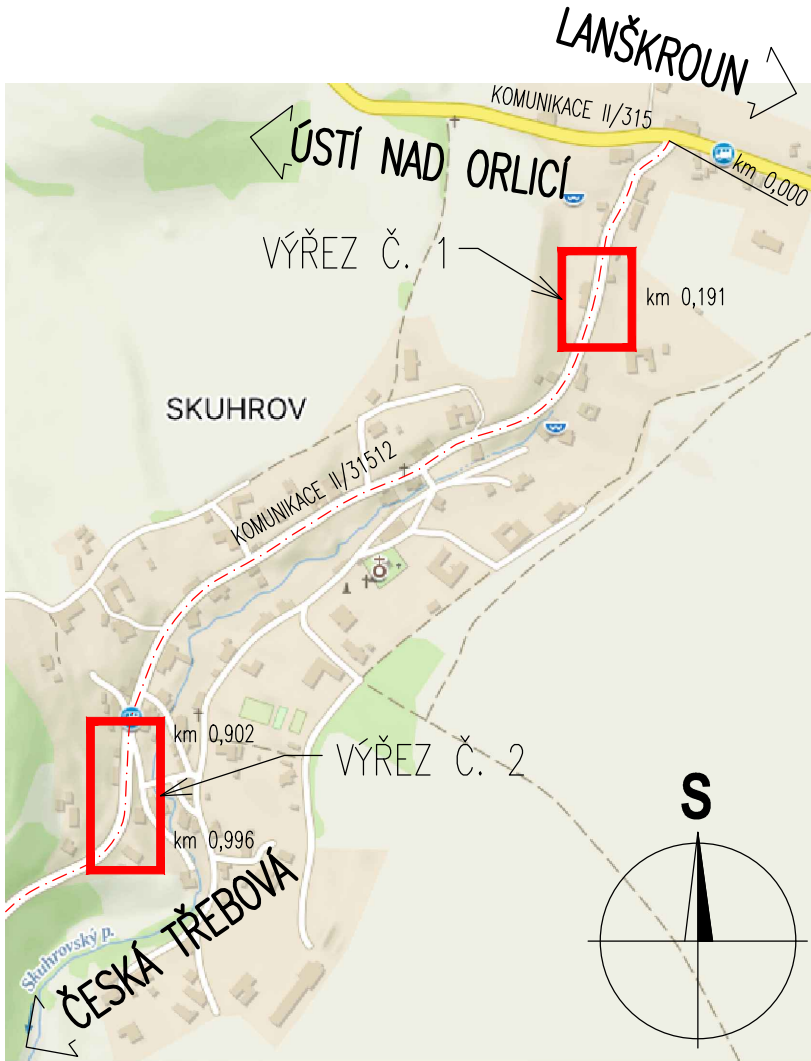 LANŠKROUN
KOMUNIKACE II/315
ÚSTÍ NAD ORLICÍ
km 0,000
VÝŘEZ Č. 1
km 0,191
SKUHROV
KOMUNIKACE II/31512
km 0,902
VÝŘEZ Č. 2
km 0,996
S
ČESKÁ TŘEBOVÁ
Skuhrovský p.